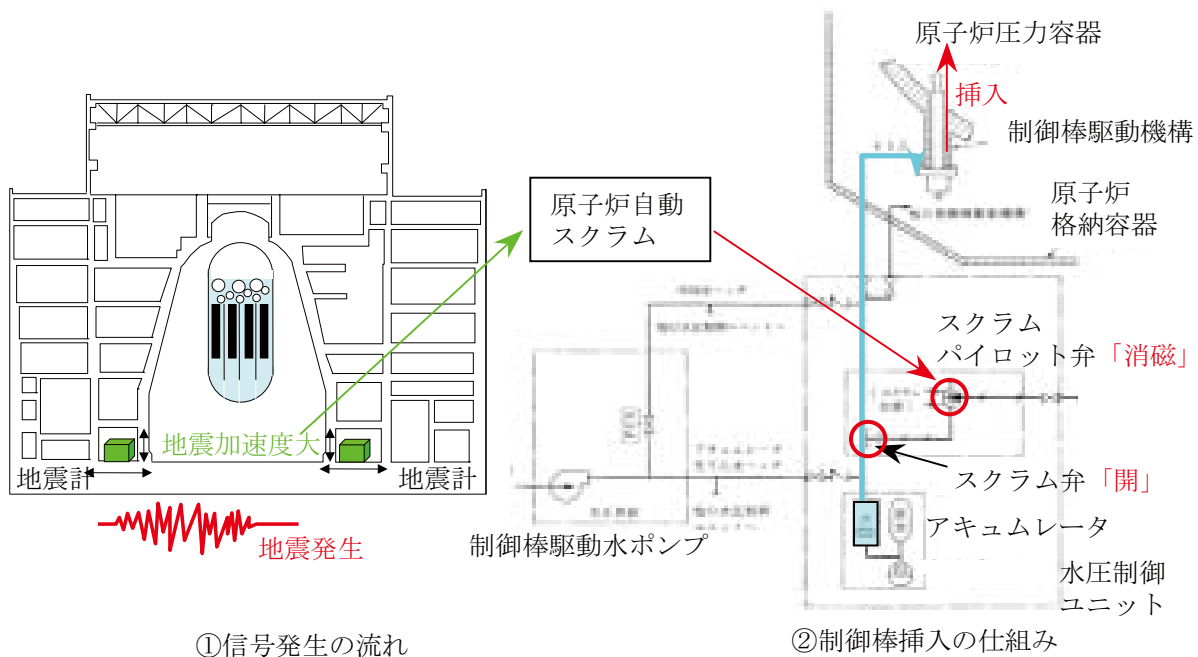 原子炉圧力容器
挿入
制御棒駆動機構
原子炉
格納容器
原子炉自動
スクラム
スクラム
パイロット弁「消磁」
地震加速度大
地震計
地震計
スクラム弁「開」
アキュムレータ
地震発生
制御棒駆動水ポンプ
水圧制御
ユニット
①信号発生の流れ
②制御棒挿入の仕組み